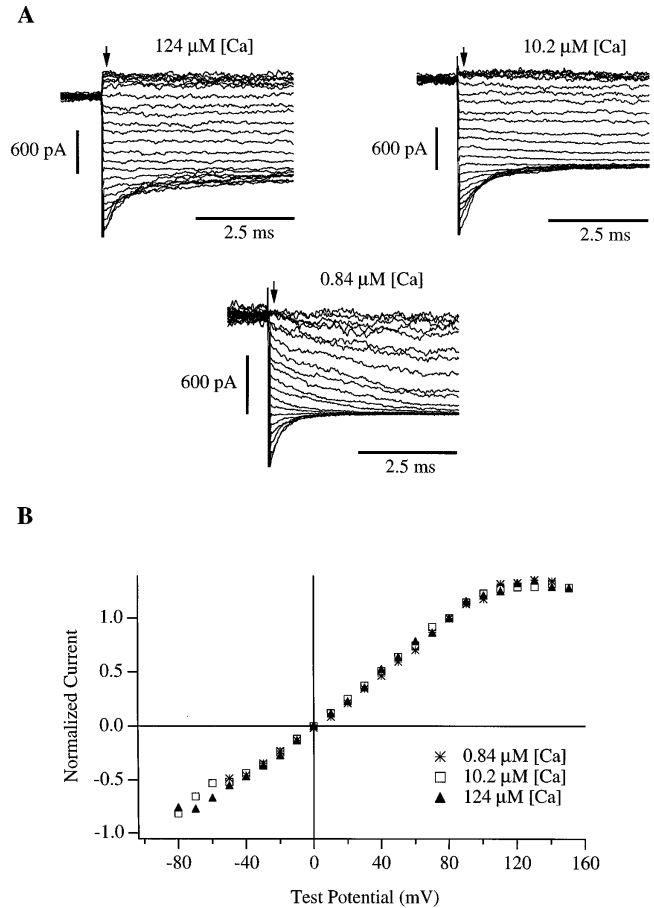 A
124 µM [Ca]
10.2 µM [Ca]
600 pA
600 pA
2.5 ms
2.5 ms
0.84 µM [Ca]
600 pA
2.5 ms
B
Normalized Current
1.0
0.5
0.0
-0.5
-1.0
0.84 µM [Ca]
10.2 µM [Ca]
124 µM [Ca]
-80 -40 0 40 80 120 160
Test Potential (mV)